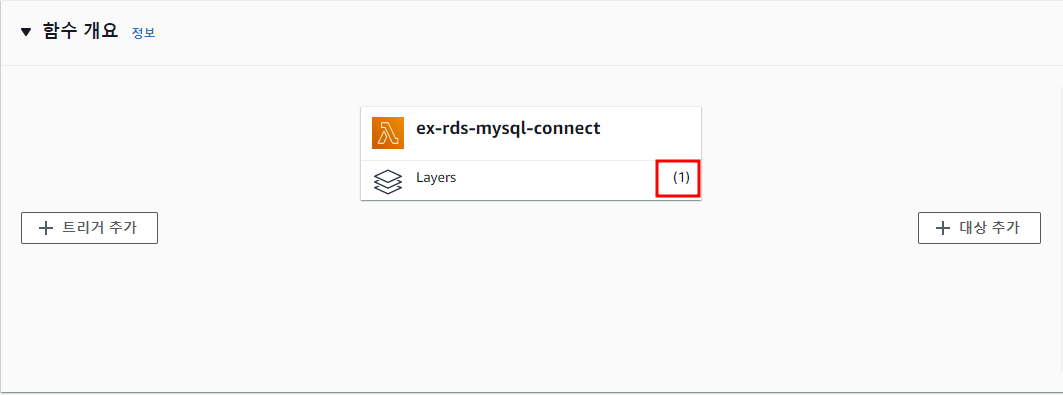 ▼ 함수 개요 정보
ex-rds-mysql-connect
Layers (1)
+ 트리거 추가
+ 대상 추가